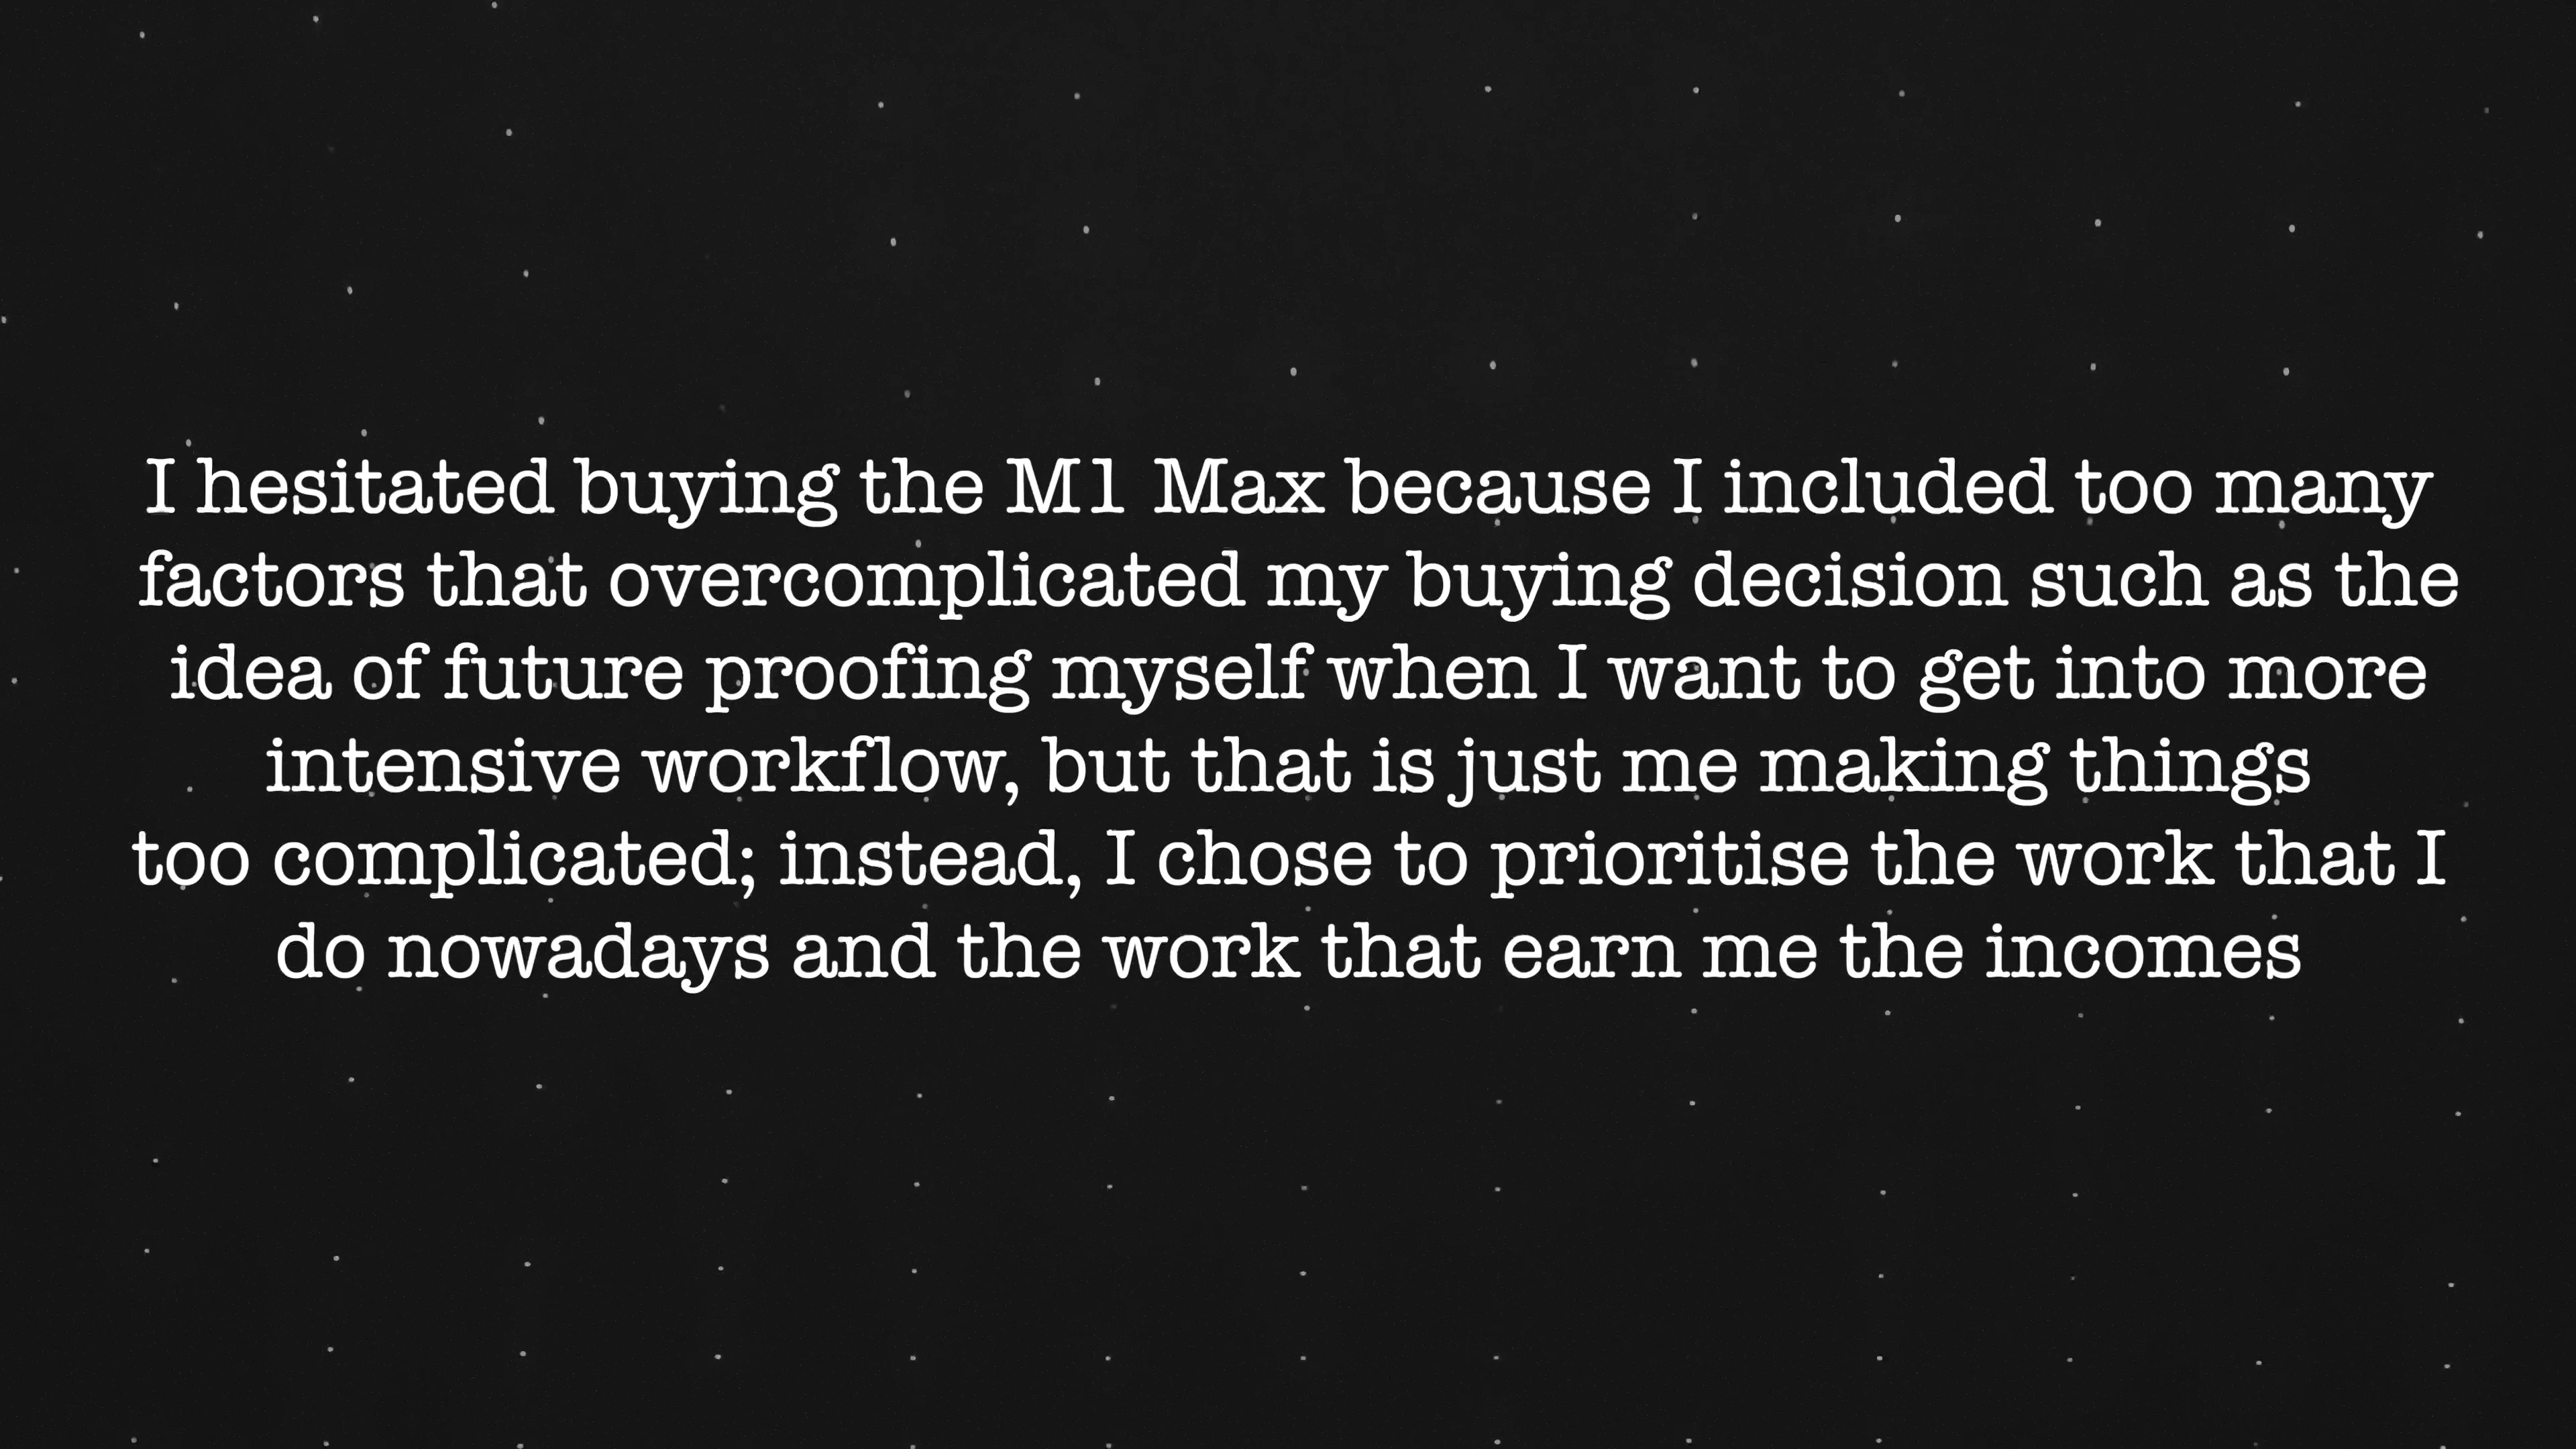 I hesitated buying the M1 Max because I included too many
factors that overcomplicated my buying decision such as the
idea of future proofing myself when I want to get into more
intensive workflow, but that is just me making things
too complicated; instead, I chose to prioritise the work that I
do nowadays and the work that earn me the incomes